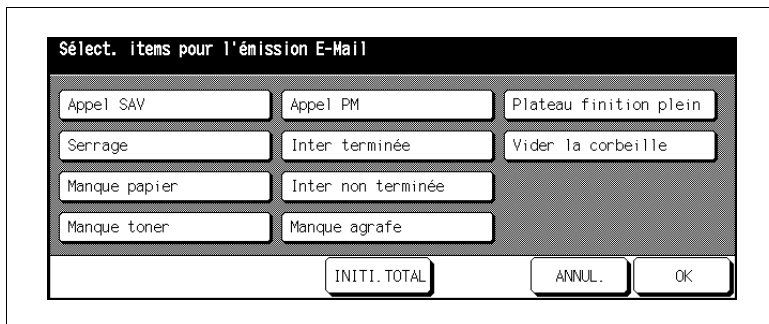 Sélect. items pour l'émission E-Mail
Appel SAV Appel PM Plateau finition plein
Serrage Inter terminée Vider la corbeille
Manque papier Inter non terminée
Manque toner Manque agrafe
INITI.TOTAL ANNUL. OK